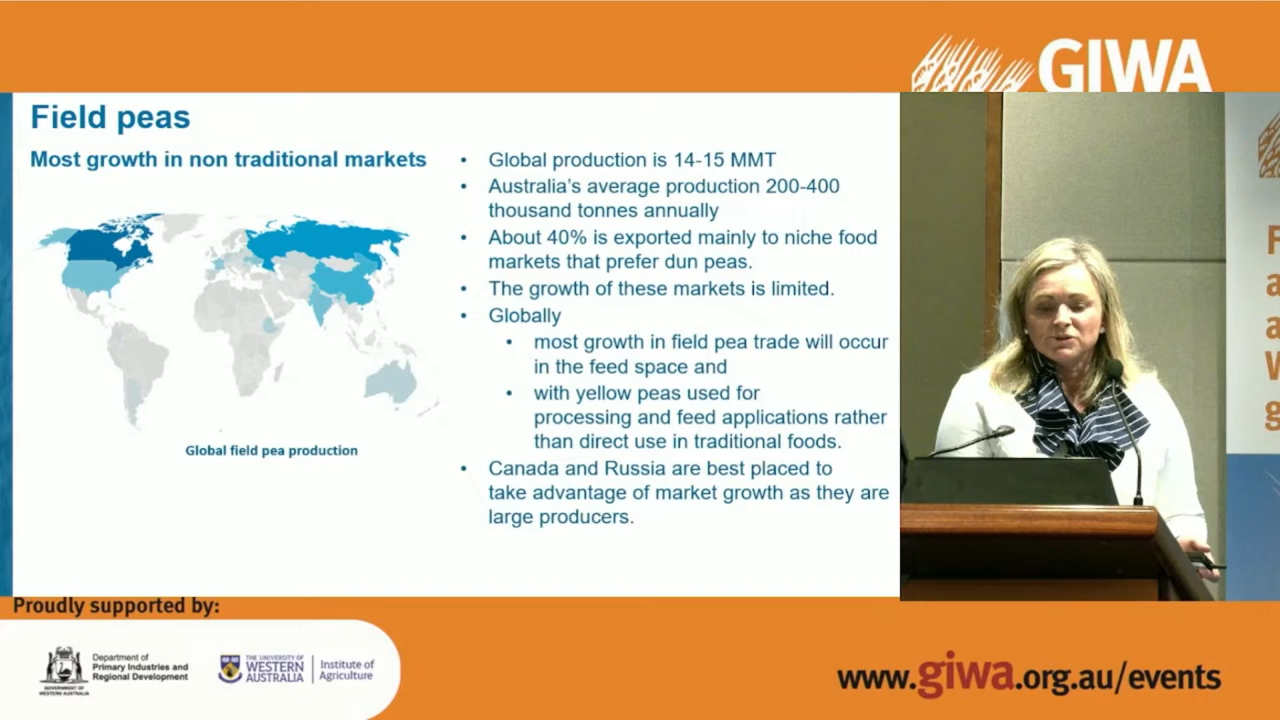 GIWA
Field peas
Most growth in non traditional markets
Global field pea production
• Global production is 14-15 MMT
• Australia's average production 200-400
thousand tonnes annually
• About 40% is exported mainly to niche food
markets that prefer dun peas.
• The growth of these markets is limited.
• Globally
• most growth in field pea trade will occur
in the feed space and
• with yellow peas used for
processing and feed applications rather
than direct use in traditional foods.
• Canada and Russia are best placed to
take advantage of market growth as they are
large producers.
F
a
a
W
g
Proudly supported by:
GOVERNMENT OF
WESTERN AUSTRALIA
Department of
Primary Industries and
Regional Development
THE UNIVERSITY OF
WESTERN
AUSTRALIA
Institute of
Agriculture
www.giwa.org.au/events